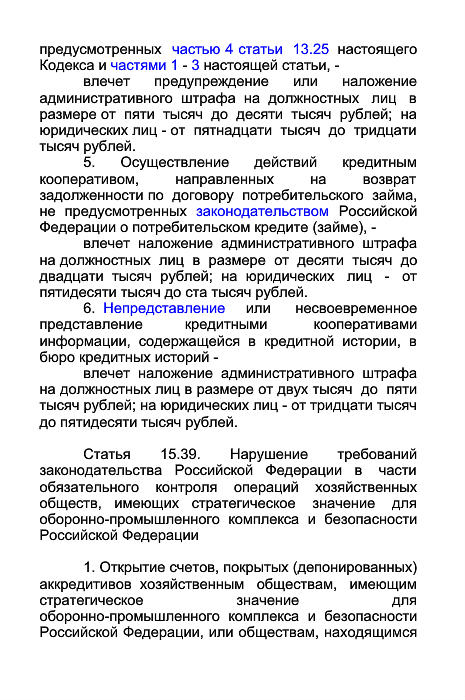 предусмотренных частью 4 статьи 13.25 настоящего
Кодекса и частями 1 - 3 настоящей статьи, -
влечет предупреждение или наложение
административного штрафа на должностных лиц в
размере от пяти тысяч до десяти тысяч рублей; на
юридических лиц - от пятнадцати тысяч до тридцати
тысяч рублей.
5. Осуществление действий кредитным
кооперативом, направленных на возврат
задолженности по договору потребительского займа,
не предусмотренных законодательством Российской
Федерации о потребительском кредите (займе), -
влечет наложение административного штрафа
на должностных лиц в размере от десяти тысяч до
двадцати тысяч рублей; на юридических лиц - от
пятидесяти тысяч до ста тысяч рублей.
6. Непредставление или несвоевременное
представление кредитными кооперативами
информации, содержащейся в кредитной истории, в
бюро кредитных историй -
влечет наложение административного штрафа
на должностных лиц в размере от двух тысяч до пяти
тысяч рублей; на юридических лиц - от тридцати тысяч
до пятидесяти тысяч рублей.
Статья 15.39. Нарушение требований
законодательства Российской Федерации в части
обязательного контроля операций хозяйственных
обществ, имеющих стратегическое значение для
оборонно-промышленного комплекса и безопасности
Российской Федерации
1. Открытие счетов, покрытых (депонированных)
аккредитивов хозяйственным обществам, имеющим
стратегическое значение для
оборонно-промышленного комплекса и безопасности
Российской Федерации, или обществам, находящимся